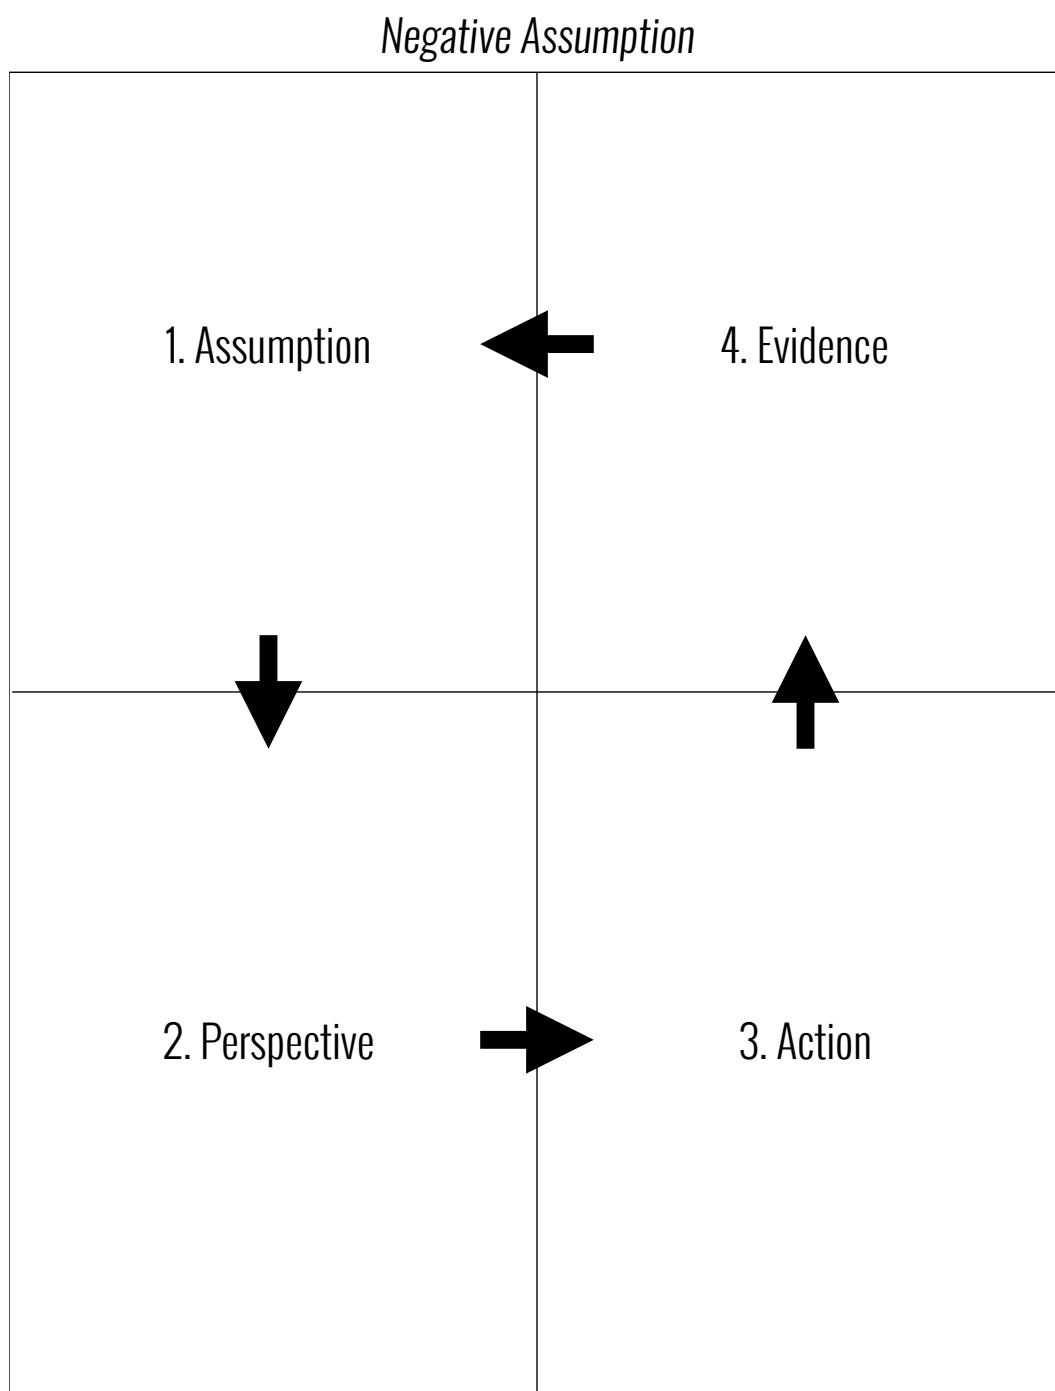 Negative Assumption
1. Assumption
4. Evidence
2. Perspective
3. Action